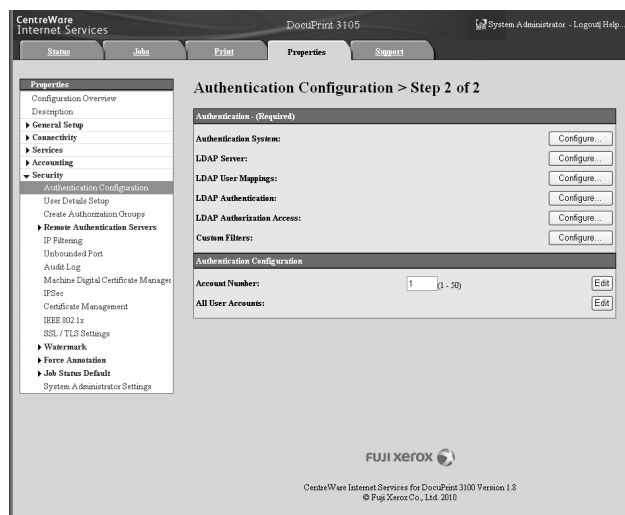 CentreWare
Internet Services
DocuPrint 3105
System Administrator - Logout| Help...
Status
Jobs
Print
Properties
Support
Properties
Configuration Overview
Description
General Setup
Connectivity
Services
Accounting
Security
Authentication Configuration
User Details Setup
Create Authorization Groups
Remote Authentication Servers
IP Filtering
Unbounded Port
Audit Log
Machine Digital Certificate Manager
IPSec
Certificate Management
IEEE 802.1x
SSL / TLS Settings
Watermark
Force Annotation
Job Status Default
System Administrator Settings
Authentication Configuration > Step 2 of 2
Authentication - (Required)
Authentication System: Configure...
LDAP Server: Configure...
LDAP User Mappings: Configure...
LDAP Authentication: Configure...
LDAP Authorization Access: Configure...
Custom Filters: Configure...
Authentication Configuration
Account Number: 1 (1 - 50) Edit
All User Accounts: Edit
FUJI xerox
CentreWare Internet Services for DocuPrint 3100 Version 1.8
© Fuji Xerox Co., Ltd. 2010